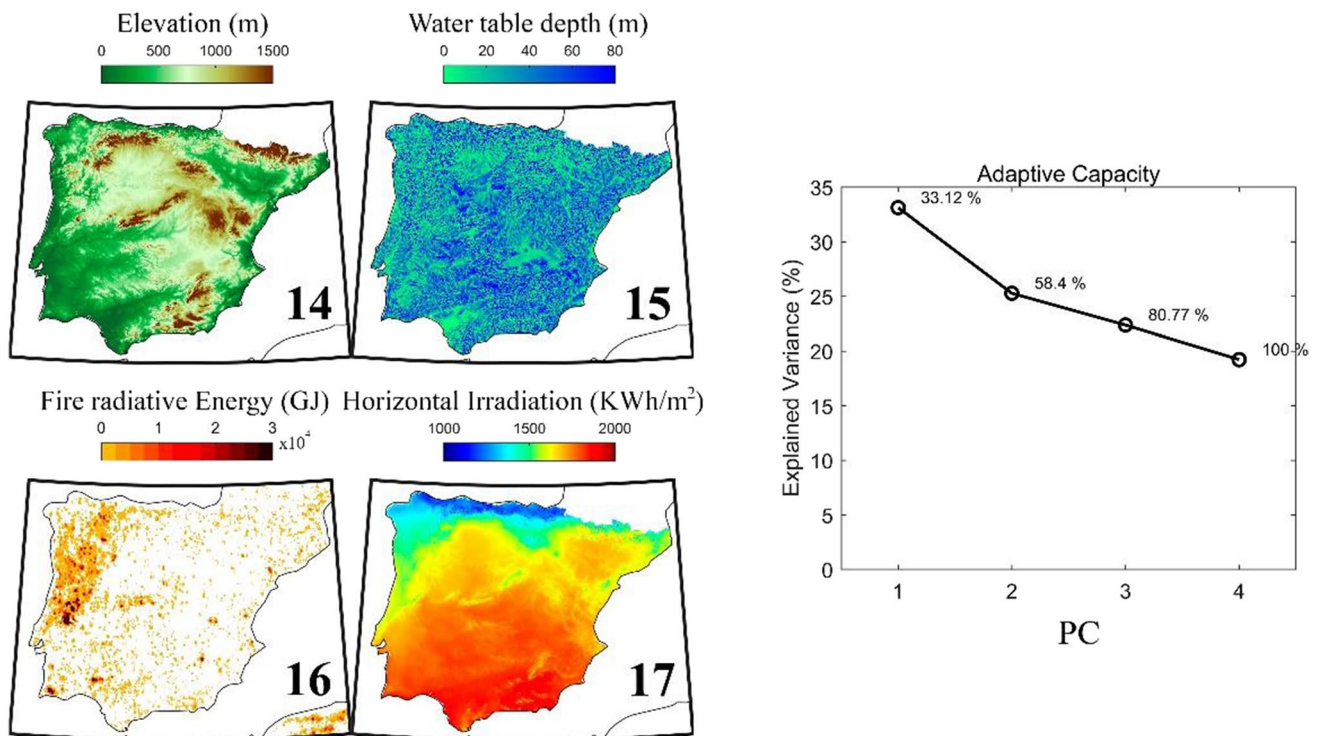 Elevation (m)
0 500 1000 1500
14
Water table depth (m)
0 20 40 60 80
15
Fire radiative Energy (GJ)
0 1 2 3
x10⁴
16
Horizontal Irradiation (KWh/m²)
1000 1500 2000
17
Adaptive Capacity
Explained Variance (%)
35
30
25
20
15
10
5
0
33.12 %
58.4 %
80.77 %
100 %
1 2 3 4
PC